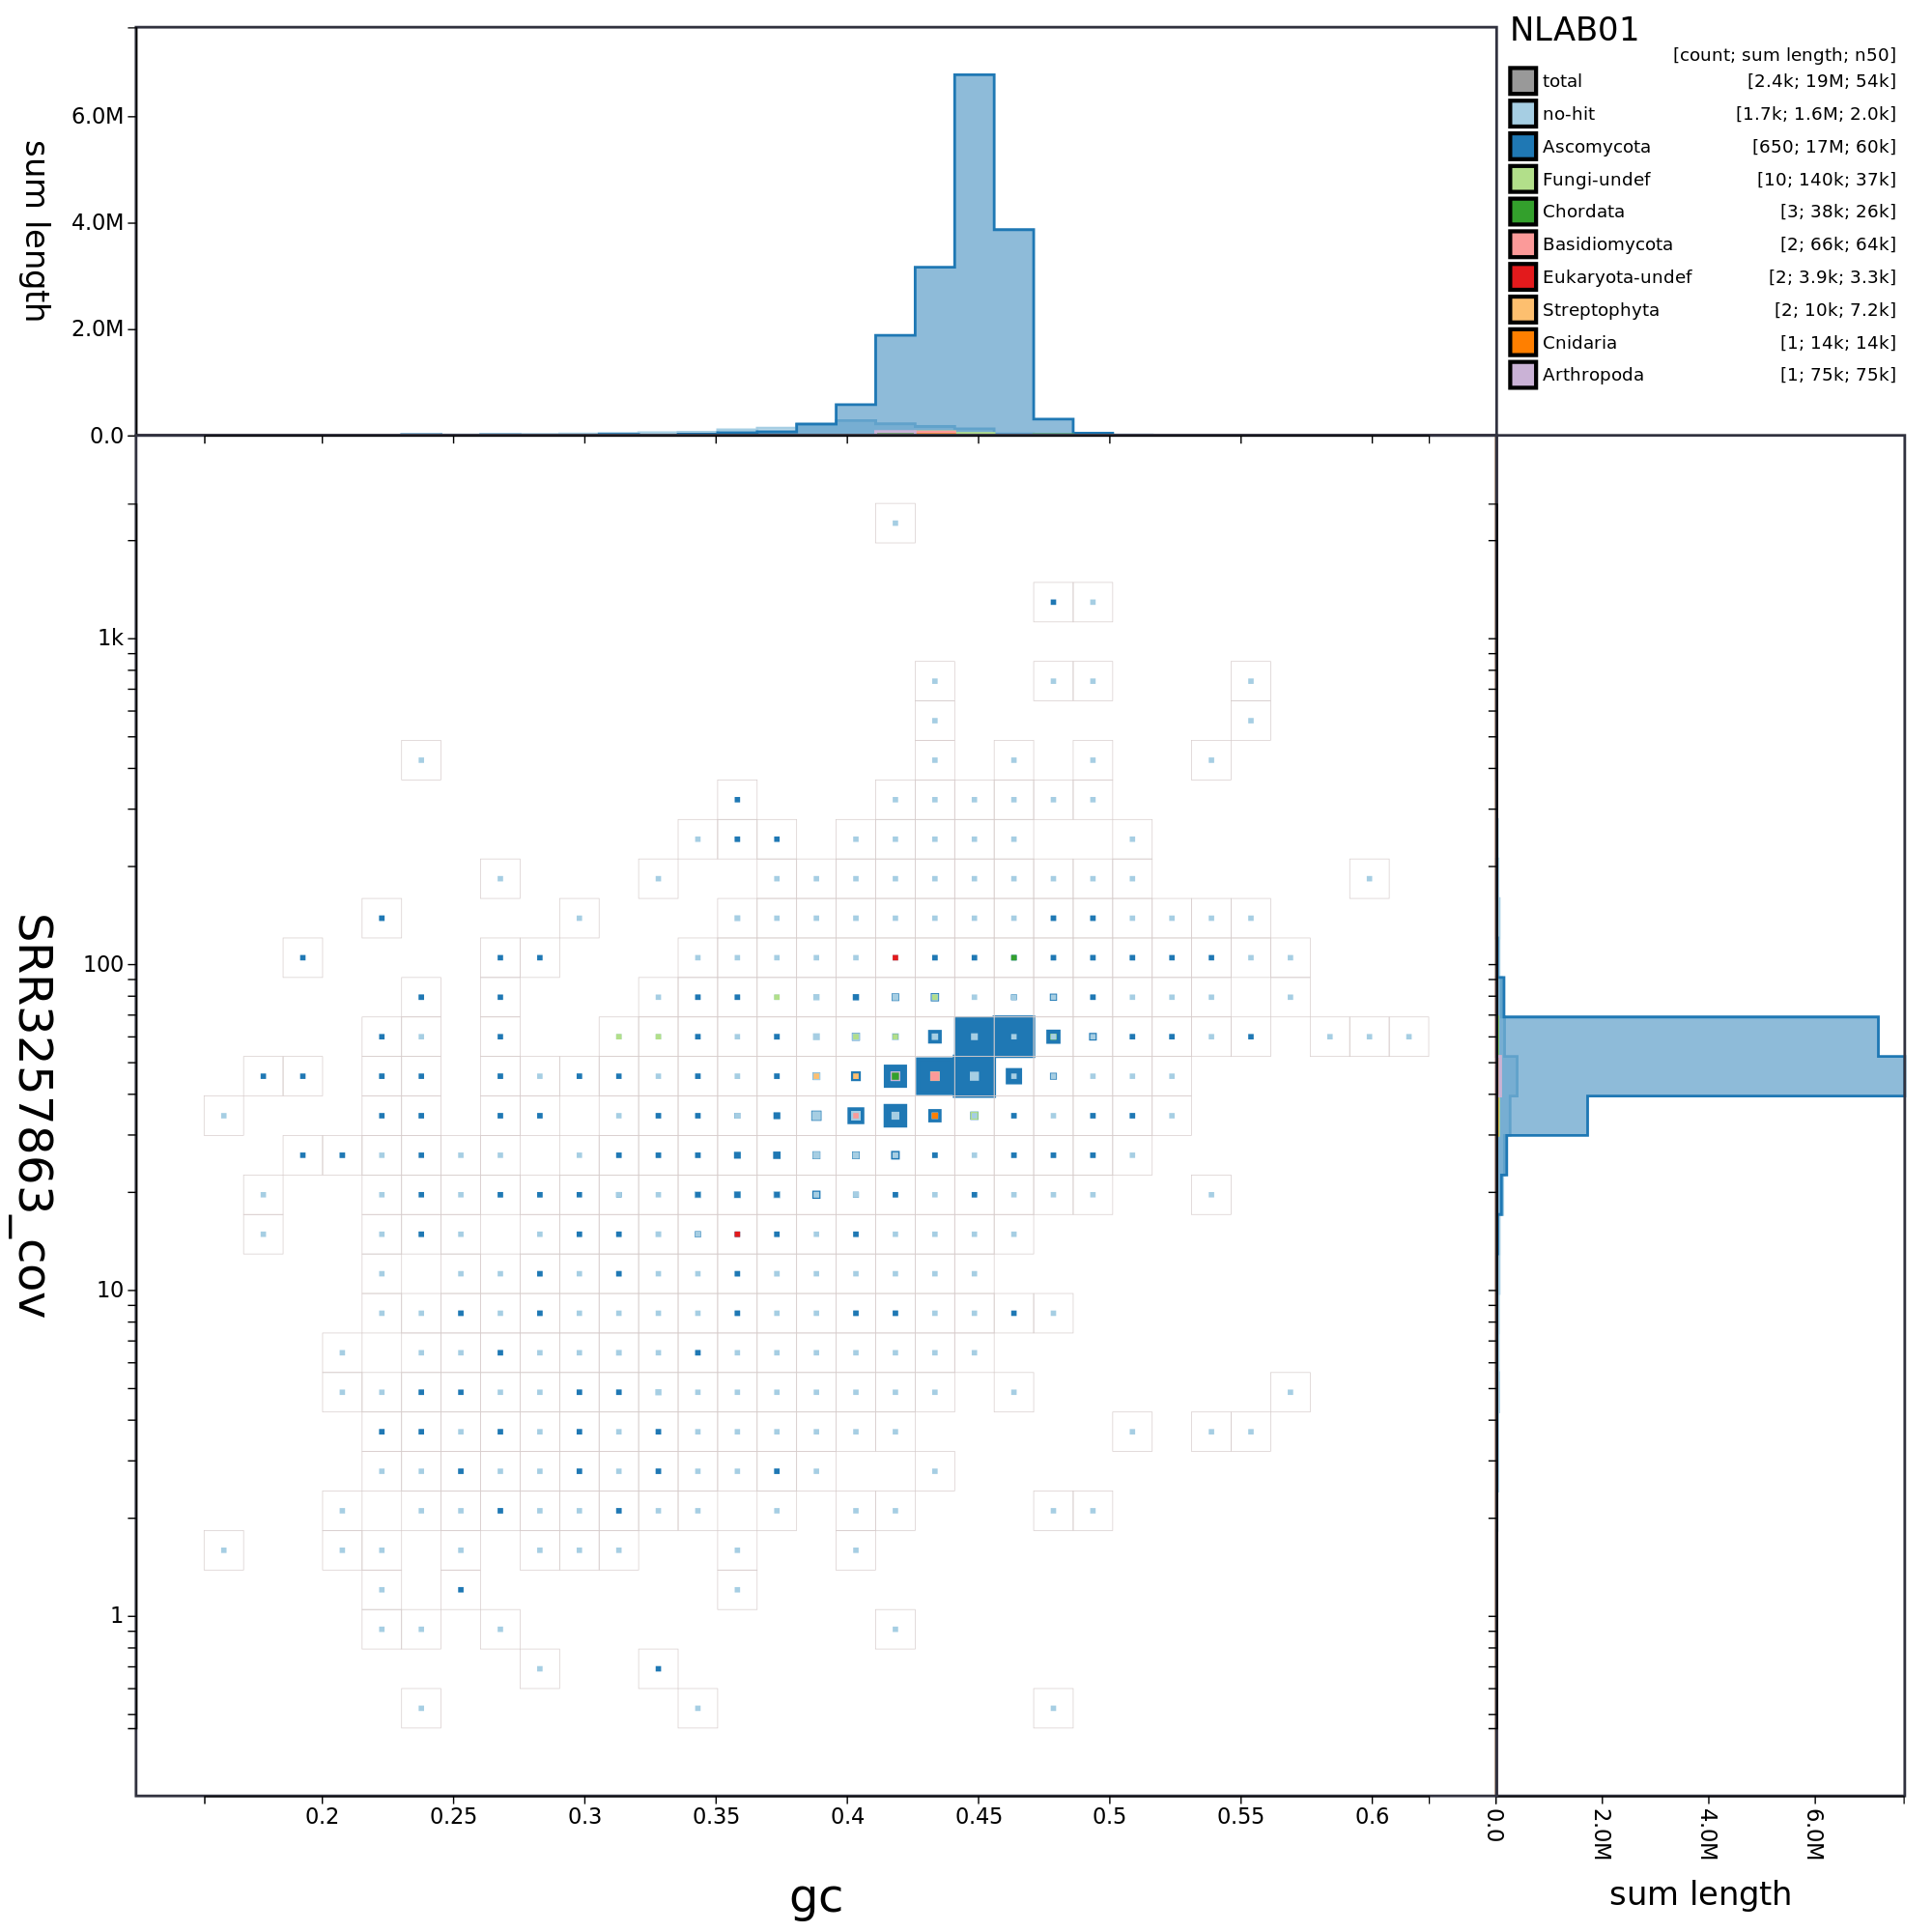 NLAB01
[count; sum length; n50]
total [2.4k; 19M; 54k]
no-hit [1.7k; 1.6M; 2.0k]
Ascomycota [650; 17M; 60k]
Fungi-undef [10; 140k; 37k]
Chordata [3; 38k; 26k]
Basidiomycota [2; 66k; 64k]
Eukaryota-undef [2; 3.9k; 3.3k]
Streptophyta [2; 10k; 7.2k]
Cnidaria [1; 14k; 14k]
Arthropoda [1; 75k; 75k]
sum length
6.0M
4.0M
2.0M
0.0
SRR3257863_cov
1k
100
10
1
0.2 0.25 0.3 0.35 0.4 0.45 0.5 0.55 0.6
gc
0.0 2.0M 4.0M 6.0M
sum length